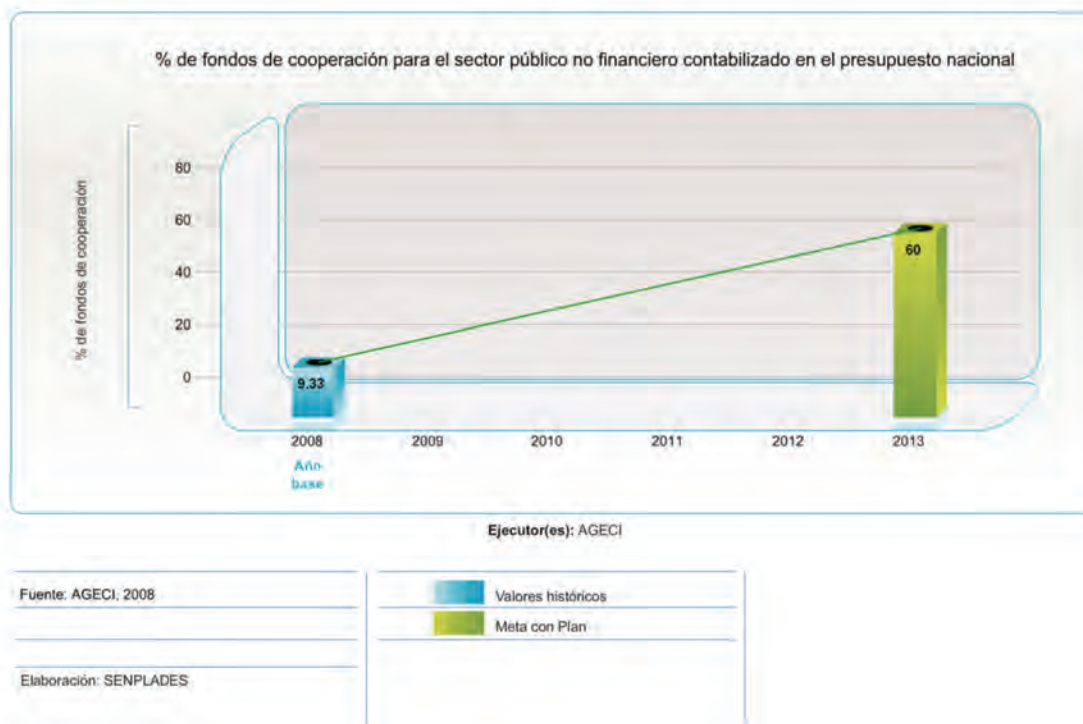 % de fondos de cooperación para el sector público no financiero contabilizado en el presupuesto nacional
% de fondos de cooperación
80
60
40
20
0
9.33
60
2008
2009
2010
2011
2012
2013
Año
base
Ejecutor(es): AGECI
Fuente: AGECI, 2008
Valores históricos
Meta con Plan
Elaboración: SENPLADES